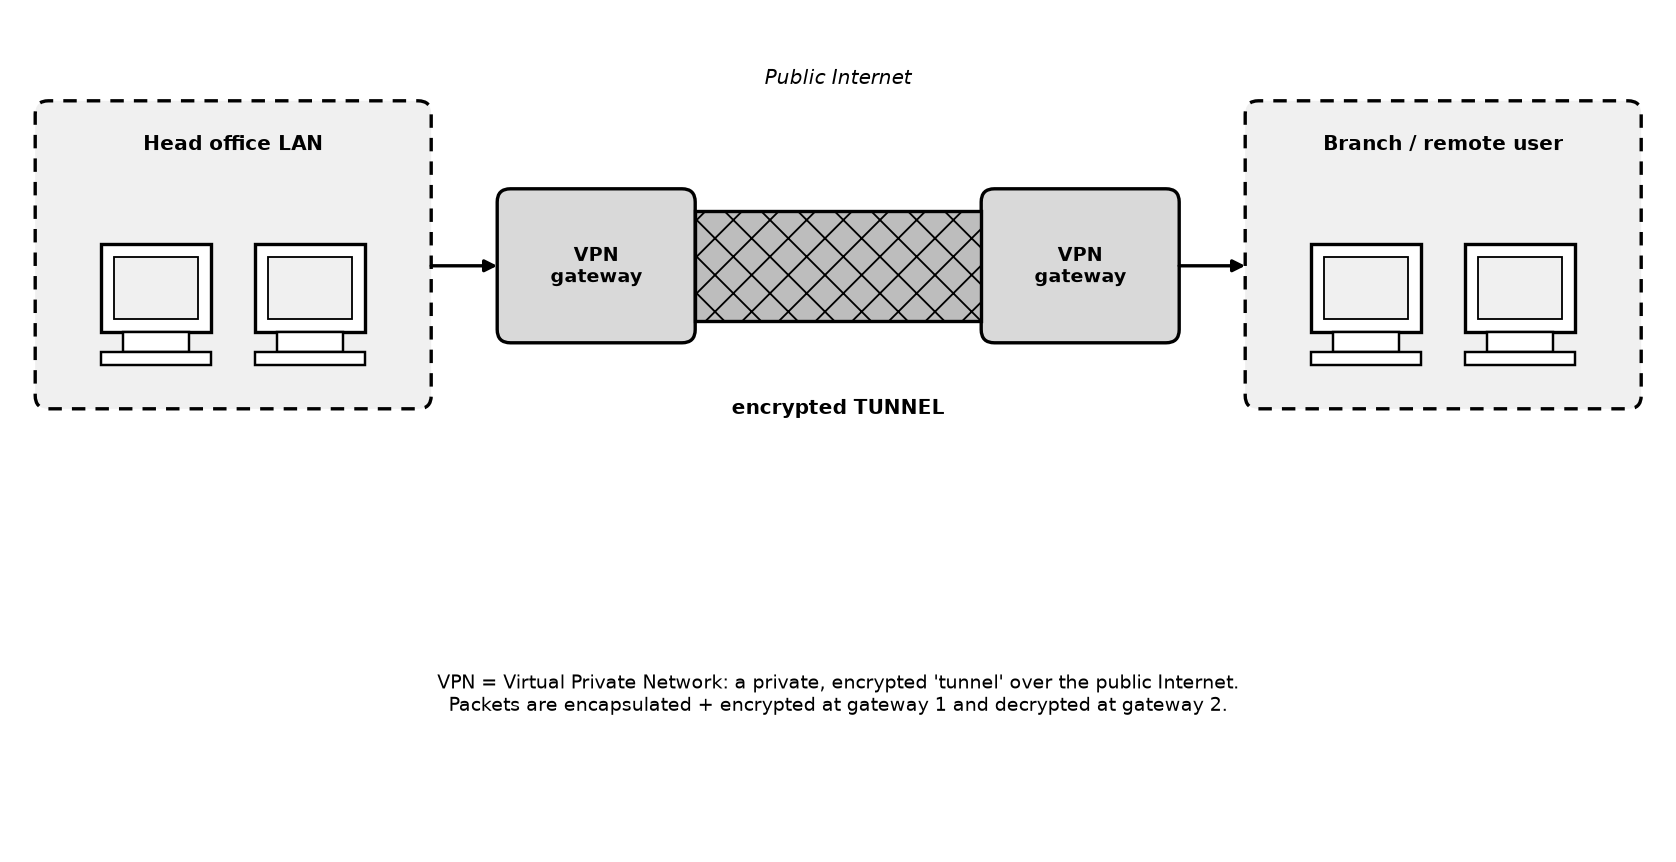 Public Internet
Head office LAN
Branch / remote user
VPN
gateway
VPN
gateway
encrypted TUNNEL
VPN = Virtual Private Network: a private, encrypted 'tunnel' over the public Internet.
Packets are encapsulated + encrypted at gateway 1 and decrypted at gateway 2.